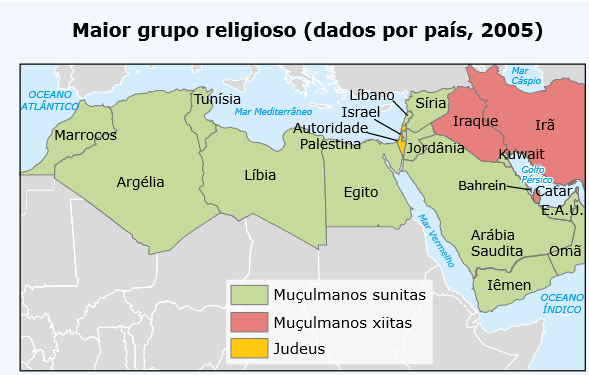 Maior grupo religioso (dados por país, 2005)
OCEANO
ATLÂNTICO
Mar
Cáspio
Tunísia
Mar Mediterrâneo
Líbano
Síria
Israel
Iraque
Irã
Marrocos
Autoridade
Palestina
Jordânia
Kuwait
Argélia
Líbia
Egito
Golfo
Pérsico
Bahrein
Catar
E.A.U.
Mar Vermelho
Arábia
Saudita
Omã
Iêmen
OCEANO
ÍNDICO
Muçulmanos sunitas
Muçulmanos xiitas
Judeus